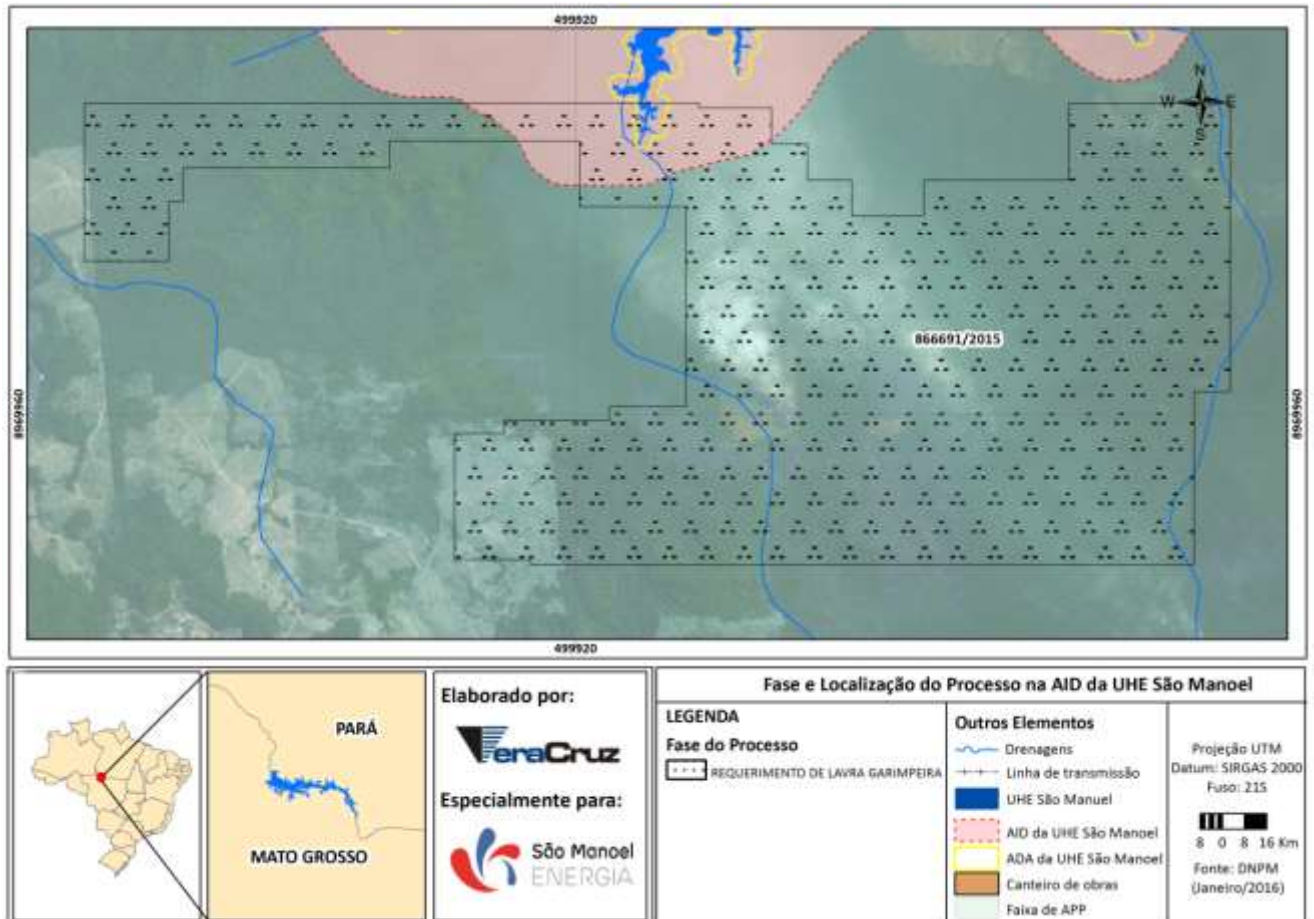 499920
N
W E
S
866691/2015
8969960
8969960
499920
PARÁ
MATO GROSSO
Elaborado por:
VeraCruz
Especialmente para:
São Manoel
ENERGIA
Fase e Localização do Processo na AID da UHE São Manoel
LEGENDA
Fase do Processo
REQUERIMENTO DE LAVRA GARIMPEIRA
Outros Elementos
Drenagens
Linha de transmissão
UHE São Manuel
AID da UHE São Manoel
ADA da UHE São Manoel
Canteiro de obras
Faixa de APP
Projeção UTM
Datum: SIRGAS 2000
Fuso: 21S
8 0 8 16 Km
Fonte: DNPM
(Janeiro/2016)